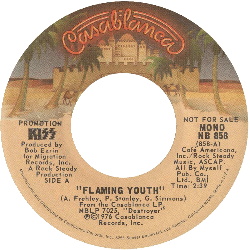 Casablanca
PROMOTION
KISS
Produced by
Bob Ezrin
for Migration
Records, Inc.
A Rock Steady
Production
SIDE A
NOT FOR SALE
MONO
NB 858
(858-A)
Cafe Americana,
Inc./Rock Steady
Music, ASCAP,
All By Myself
Pub. Co./
Ltd., BMI
Time: 2:39
"FLAMING YOUTH"
(A. Frehley, P. Stanley, G. Simmons)
From the Casablanca LP,
NBLP 7025, "Destroyer"
©1976 Casablanca
Records, Inc.